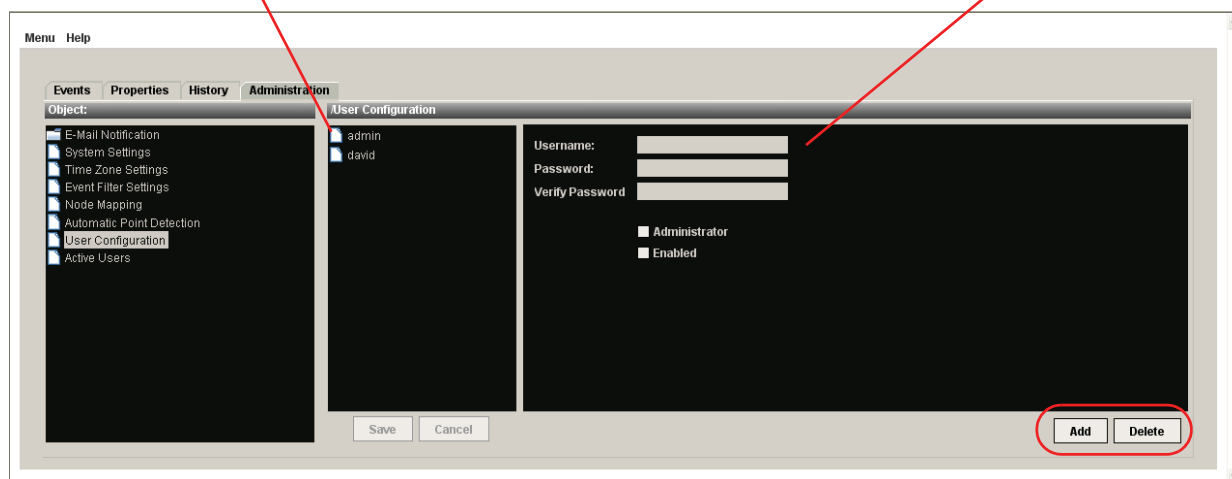 Menu Help
Events Properties History Administration
Object:
/User Configuration
E-Mail Notification
System Settings
Time Zone Settings
Event Filter Settings
Node Mapping
Automatic Point Detection
User Configuration
Active Users
admin
david
Username:
Password:
Verify Password
Administrator
Enabled
Save Cancel
Add Delete